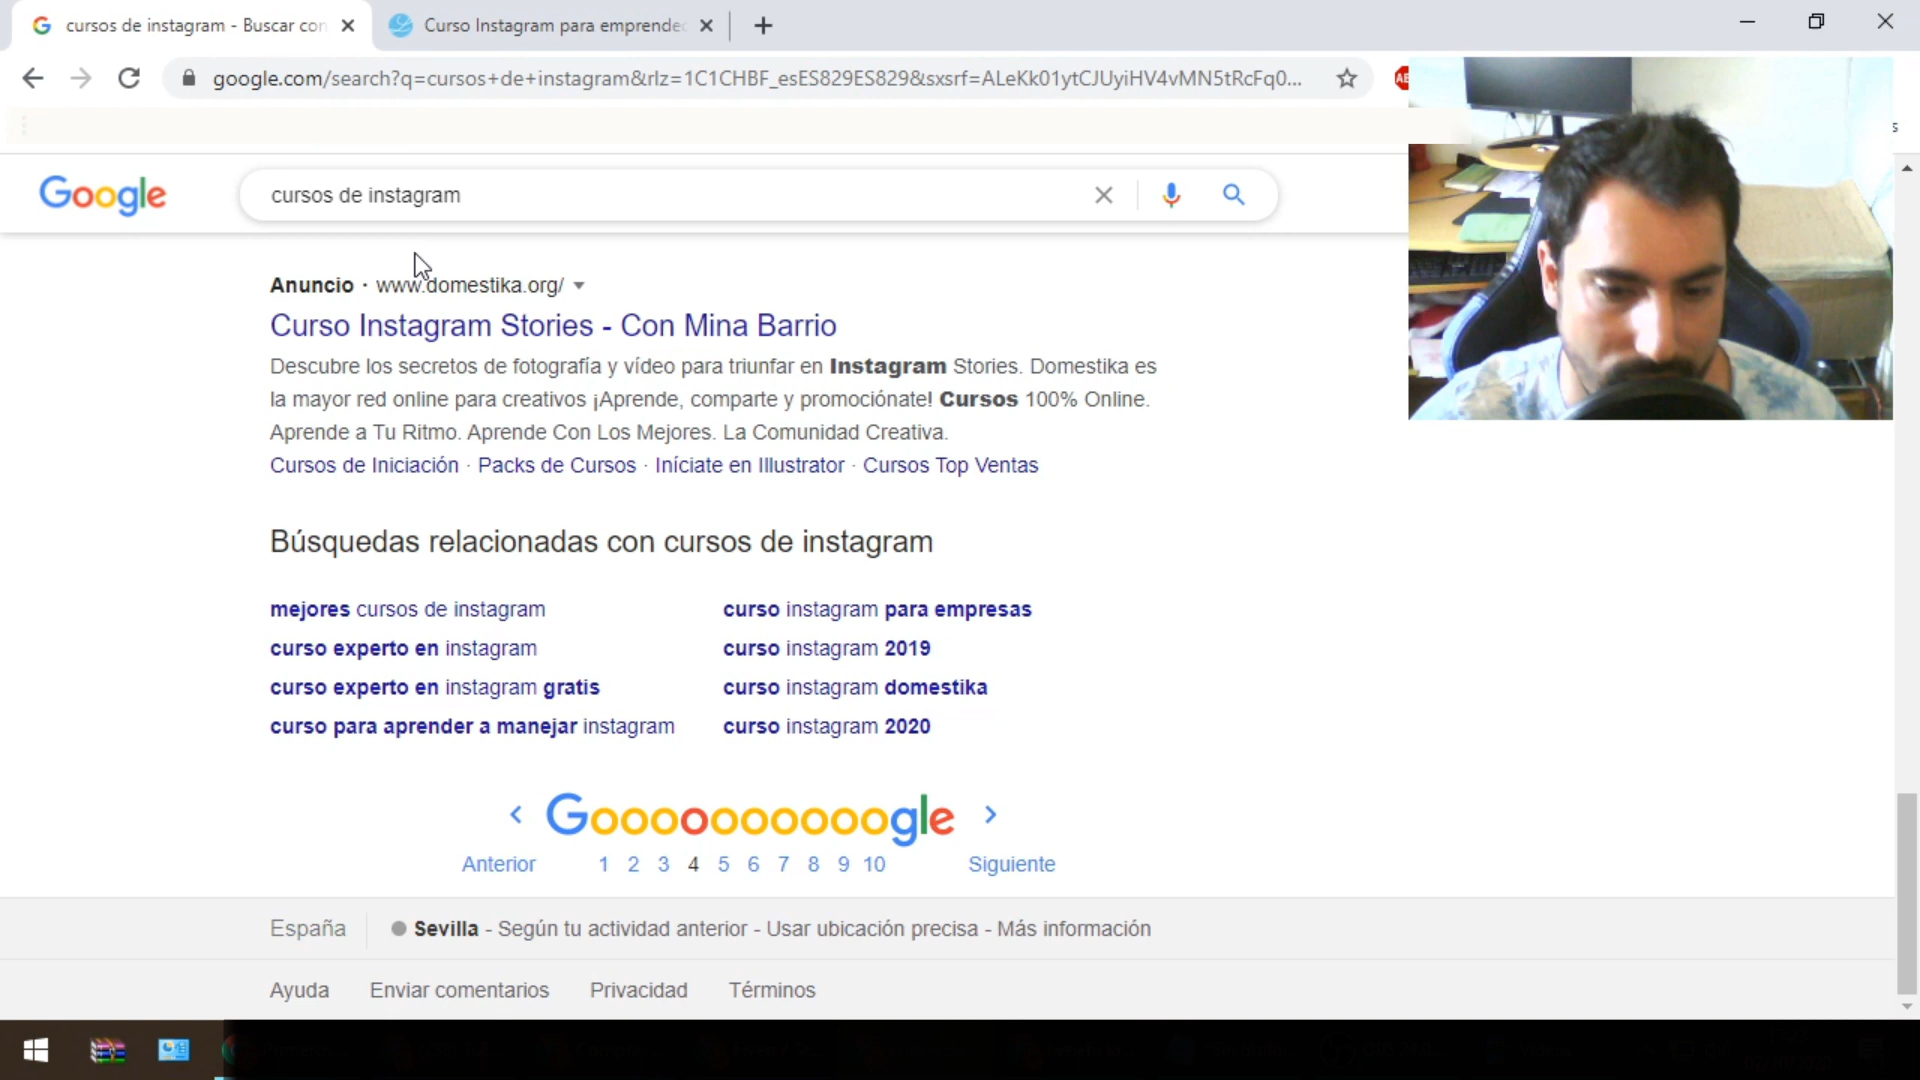 cursos de instagram - Buscar con
Curso Instagram para emprende
google.com/search?q=cursos+de+instagram&rlz=1C1CHBF_esES829ES829&sxsrf=ALeKk01ytCJUyiHV4vMN5tRcFq0...
Google
cursos de instagram
Anuncio · www.domestika.org/
Curso Instagram Stories - Con Mina Barrio
Descubre los secretos de fotografía y vídeo para triunfar en Instagram Stories. Domestika es
la mayor red online para creativos ¡Aprende, comparte y promociónate! Cursos 100% Online.
Aprende a Tu Ritmo. Aprende Con Los Mejores. La Comunidad Creativa.
Cursos de Iniciación · Packs de Cursos · Iníciate en Illustrator · Cursos Top Ventas
Búsquedas relacionadas con cursos de instagram
mejores cursos de instagram
curso experto en instagram
curso experto en instagram gratis
curso para aprender a manejar instagram
curso instagram para empresas
curso instagram 2019
curso instagram domestika
curso instagram 2020
Goooooooooogle
Anterior 1 2 3 4 5 6 7 8 9 10 Siguiente
España Sevilla - Según tu actividad anterior - Usar ubicación precisa - Más información
Ayuda Enviar comentarios Privacidad Términos